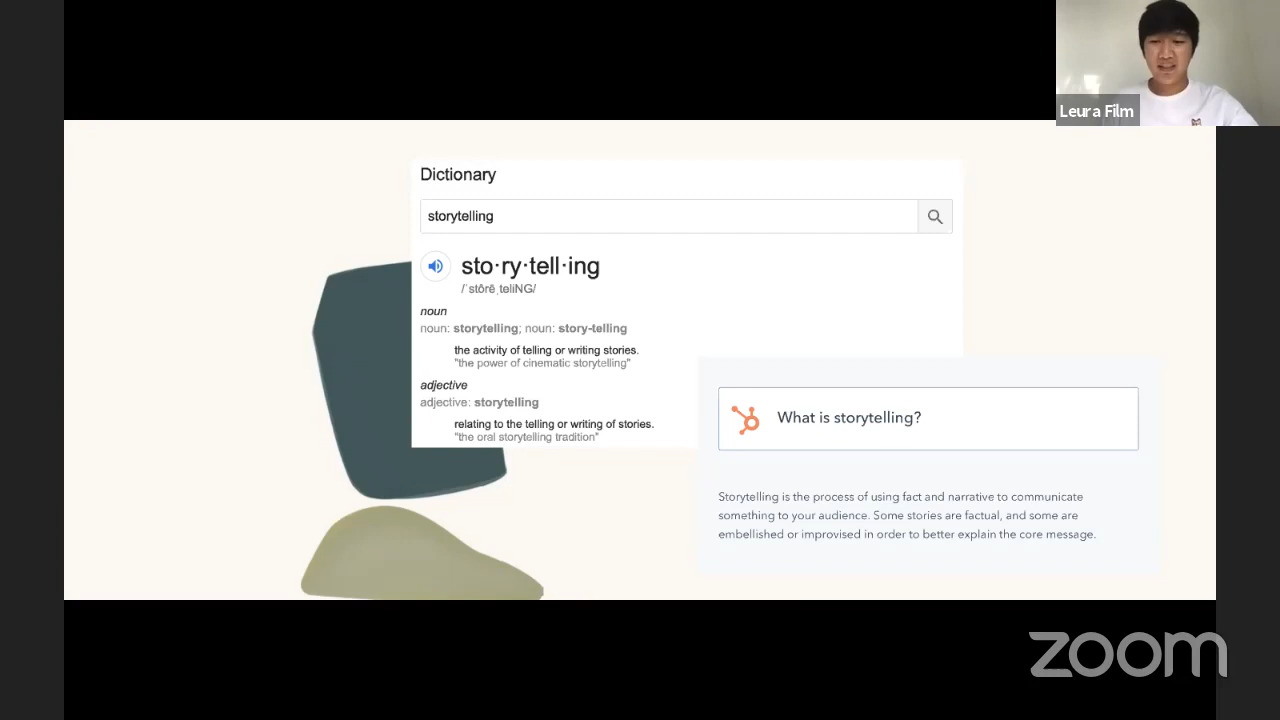 Leura Film
Dictionary
storytelling
sto·ry·tell·ing
/ˈstôrēˌteliNG/
noun
noun: storytelling; noun: story-telling
the activity of telling or writing stories.
"the power of cinematic storytelling"
adjective
adjective: storytelling
relating to the telling or writing of stories.
"the oral storytelling tradition"
What is storytelling?
Storytelling is the process of using fact and narrative to communicate
something to your audience. Some stories are factual, and some are
embellished or improvised in order to better explain the core message.
zoom